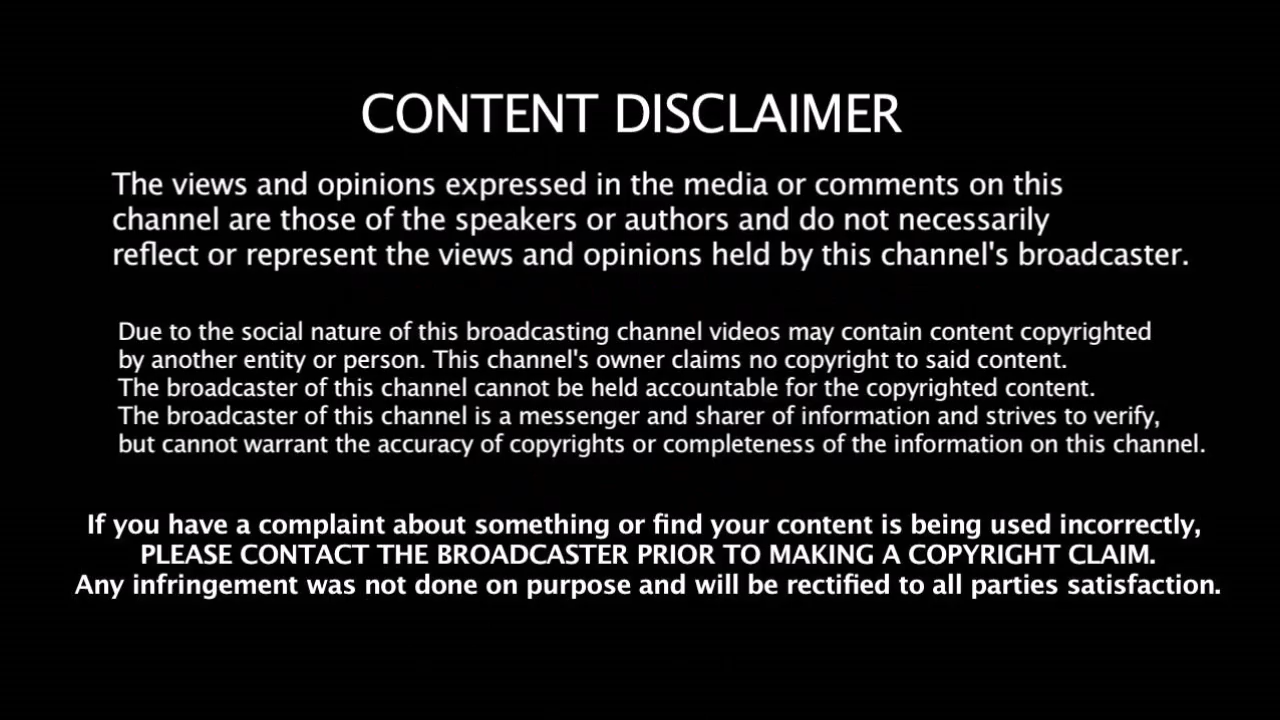 CONTENT DISCLAIMER
The views and opinions expressed in the media or comments on this
channel are those of the speakers or authors and do not necessarily
reflect or represent the views and opinions held by this channel's broadcaster.
Due to the social nature of this broadcasting channel videos may contain content copyrighted
by another entity or person. This channel's owner claims no copyright to said content.
The broadcaster of this channel cannot be held accountable for the copyrighted content.
The broadcaster of this channel is a messenger and sharer of information and strives to verify,
but cannot warrant the accuracy of copyrights or completeness of the information on this channel.
If you have a complaint about something or find your content is being used incorrectly,
PLEASE CONTACT THE BROADCASTER PRIOR TO MAKING A COPYRIGHT CLAIM.
Any infringement was not done on purpose and will be rectified to all parties satisfaction.